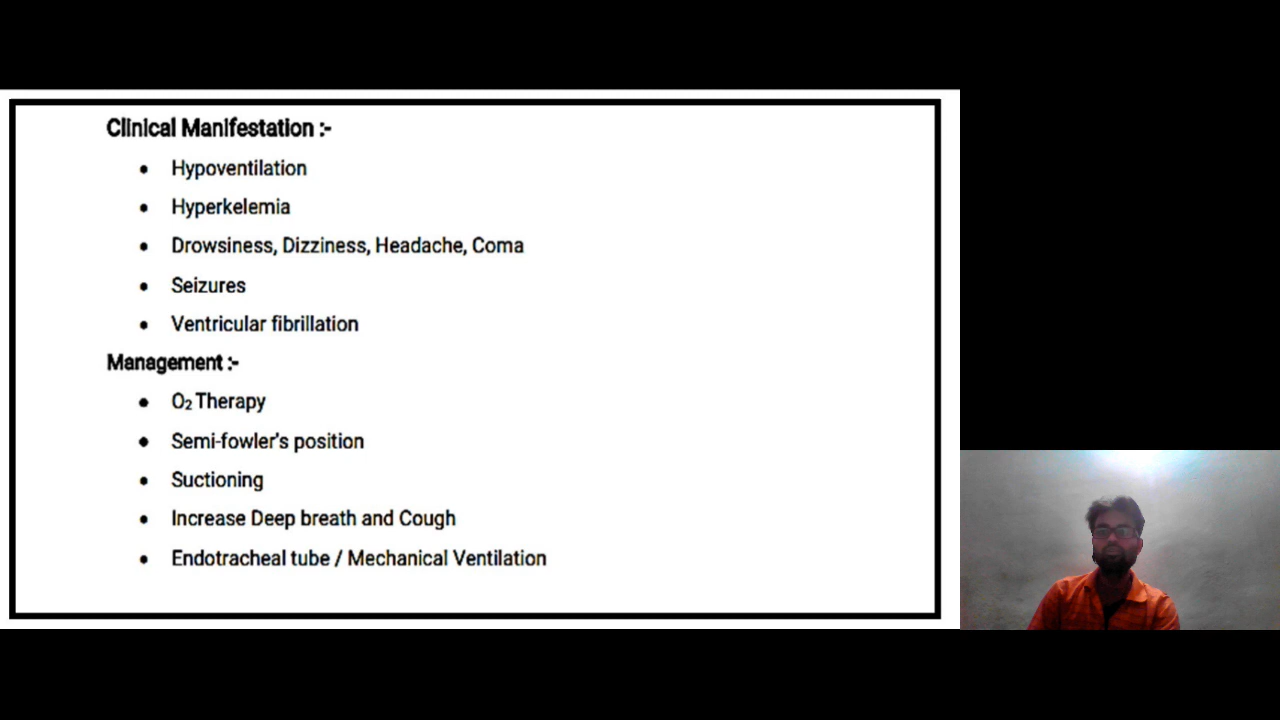 Clinical Manifestation :-
• Hypoventilation
• Hyperkelemia
• Drowsiness, Dizziness, Headache, Coma
• Seizures
• Ventricular fibrillation
Management :-
• O₂ Therapy
• Semi-fowler's position
• Suctioning
• Increase Deep breath and Cough
• Endotracheal tube / Mechanical Ventilation